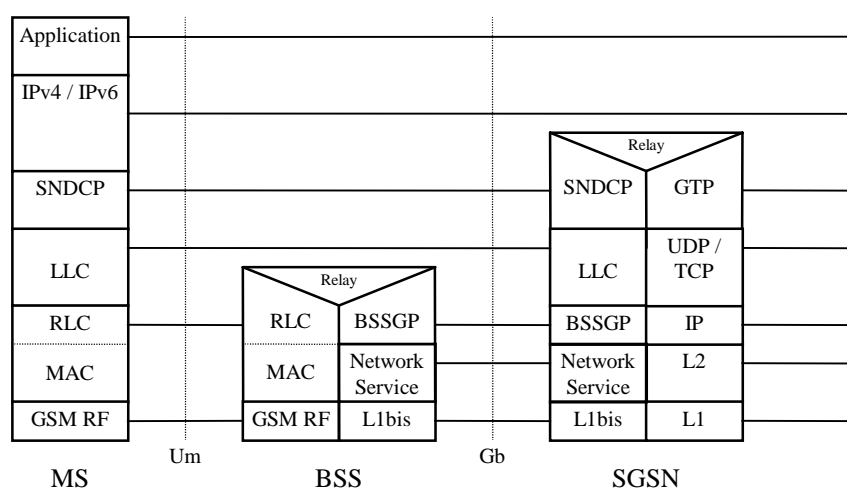 Application
IPv4 / IPv6
SNDCP
LLC
RLC
MAC
GSM RF
MS
Um
Relay
RLC
BSSGP
MAC
Network
Service
GSM RF
L1bis
BSS
Gb
Relay
SNDCP
GTP
LLC
UDP /
TCP
BSSGP
IP
Network
Service
L2
L1bis
L1
SGSN